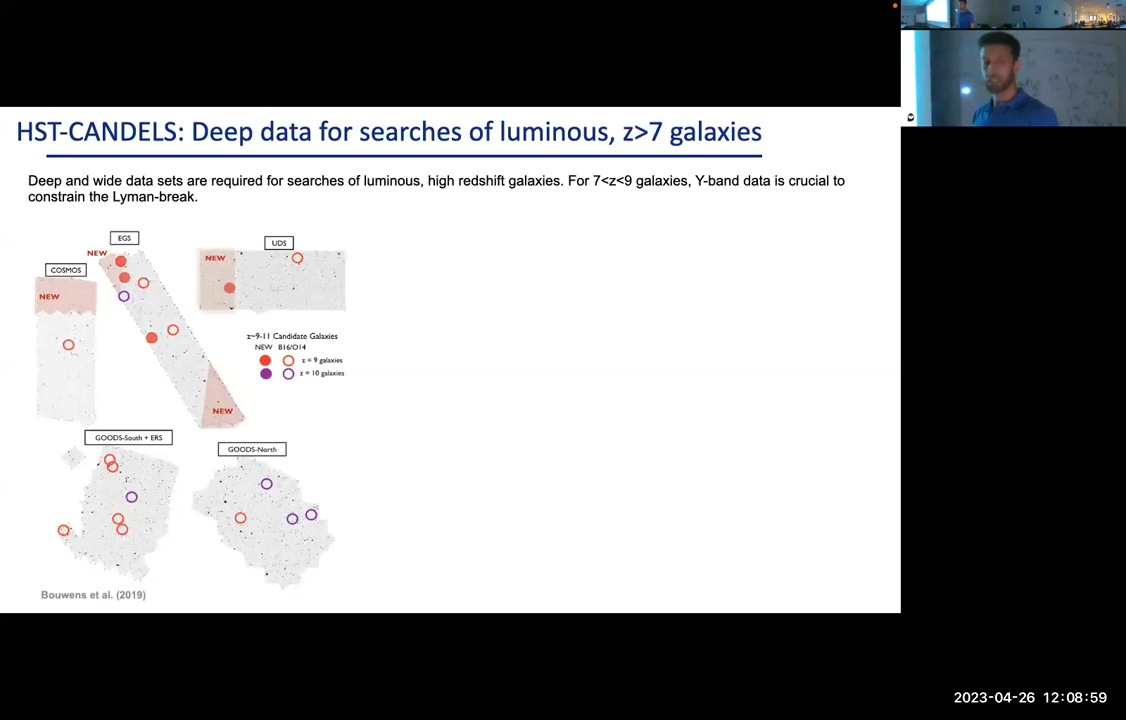 HST-CANDELS: Deep data for searches of luminous, z>7 galaxies
Deep and wide data sets are required for searches of luminous, high redshift galaxies. For 7<z<9 galaxies, Y-band data is crucial to
constrain the Lyman-break.
EGS
UDS
NEW
NEW
COSMOS
NEW
z~9-11 Candidate Galaxies
NEW B16/O14
z = 9 galaxies
z = 10 galaxies
NEW
GOODS-South + ERS
GOODS-North
Bouwens et al. (2019)
2023-04-26 12:08:59